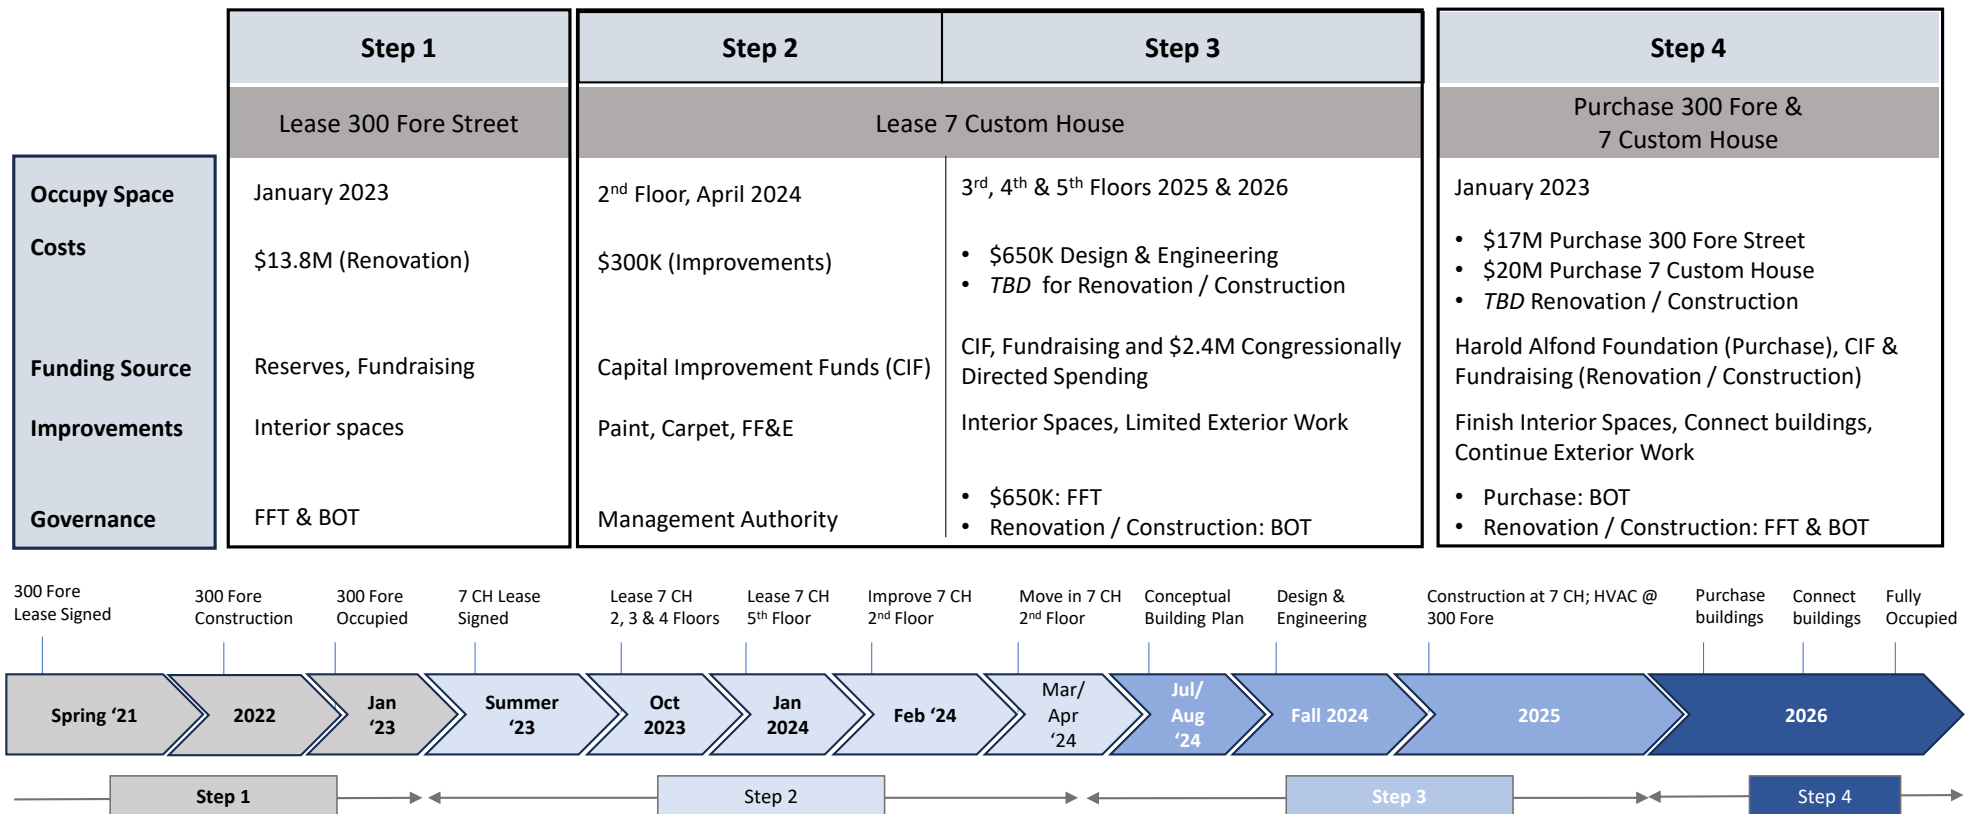 Step 1
Step 2
Step 3
Step 4
Lease 300 Fore Street
Lease 7 Custom House
Purchase 300 Fore &
7 Custom House
Occupy Space
January 2023
2nd Floor, April 2024
3rd, 4th & 5th Floors 2025 & 2026
January 2023
Costs
$13.8M (Renovation)
$300K (Improvements)
• $650K Design & Engineering
• TBD for Renovation / Construction
• $17M Purchase 300 Fore Street
• $20M Purchase 7 Custom House
• TBD Renovation / Construction
Funding Source
Reserves, Fundraising
Capital Improvement Funds (CIF)
CIF, Fundraising and $2.4M Congressionally
Directed Spending
Harold Alfond Foundation (Purchase), CIF &
Fundraising (Renovation / Construction)
Improvements
Interior spaces
Paint, Carpet, FF&E
Interior Spaces, Limited Exterior Work
Finish Interior Spaces, Connect buildings,
Continue Exterior Work
Governance
FFT & BOT
Management Authority
• $650K: FFT
• Renovation / Construction: BOT
• Purchase: BOT
• Renovation / Construction: FFT & BOT
300 Fore
Lease Signed
300 Fore
Construction
300 Fore
Occupied
7 CH Lease
Signed
Lease 7 CH
2, 3 & 4 Floors
Lease 7 CH
5th Floor
Improve 7 CH
2nd Floor
Move in 7 CH
2nd Floor
Conceptual
Building Plan
Design &
Engineering
Construction at 7 CH; HVAC @
300 Fore
Purchase
buildings
Connect
buildings
Fully
Occupied
Spring ‘21
2022
Jan
‘23
Summer
‘23
Oct
2023
Jan
2024
Feb ‘24
Mar/
Apr
‘24
Jul/
Aug
‘24
Fall 2024
2025
2026
Step 1
Step 2
Step 3
Step 4